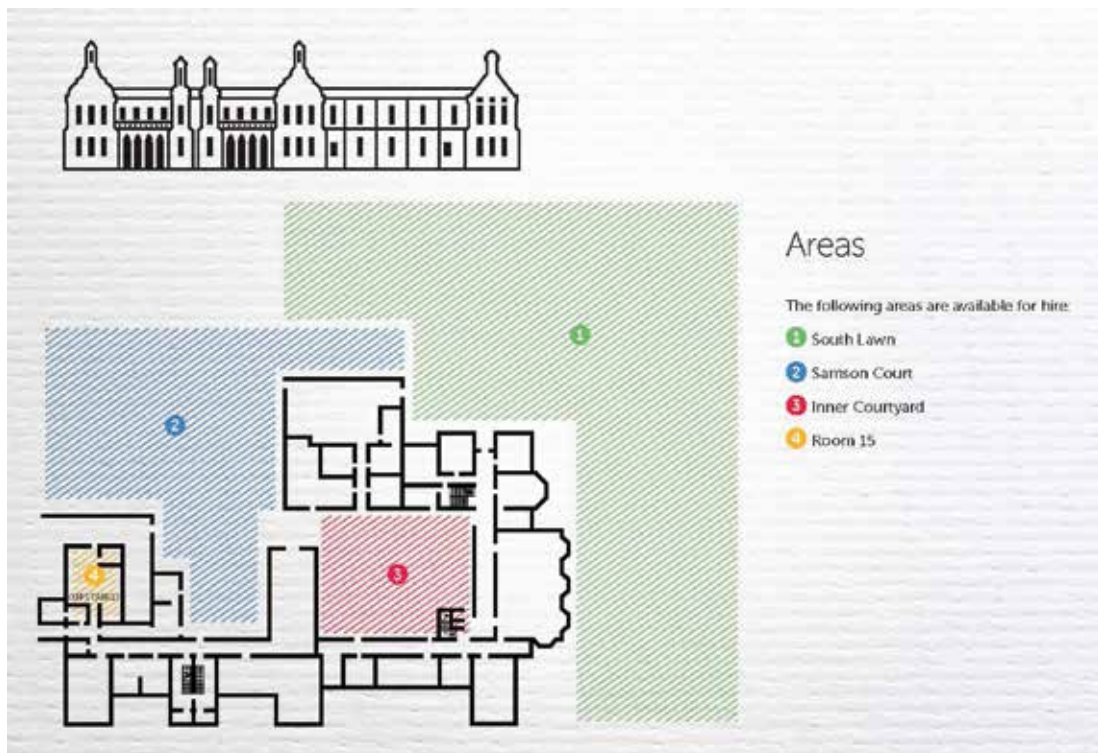 Areas
The following areas are available for hire
1 South Lawn
2 Samson Court
3 Inner Courtyard
4 Room 15
1
2
3
4
(UPSTAIRS)